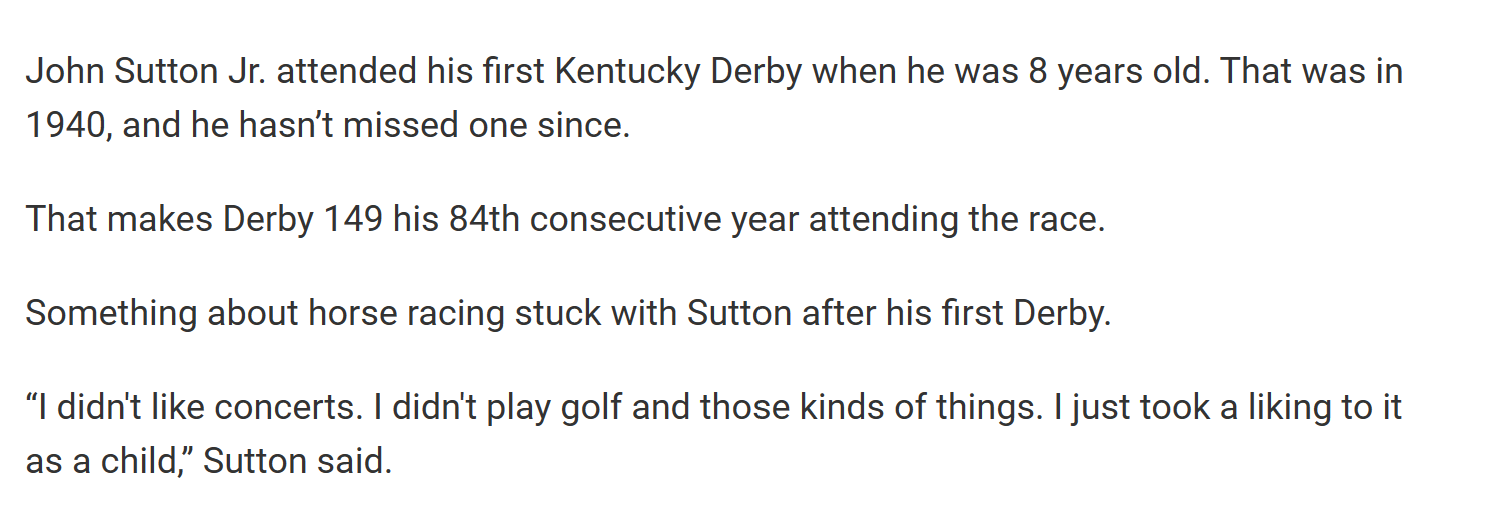 John Sutton Jr. attended his first Kentucky Derby when he was 8 years old. That was in
1940, and he hasn’t missed one since.
That makes Derby 149 his 84th consecutive year attending the race.
Something about horse racing stuck with Sutton after his first Derby.
“I didn't like concerts. I didn't play golf and those kinds of things. I just took a liking to it
as a child,” Sutton said.